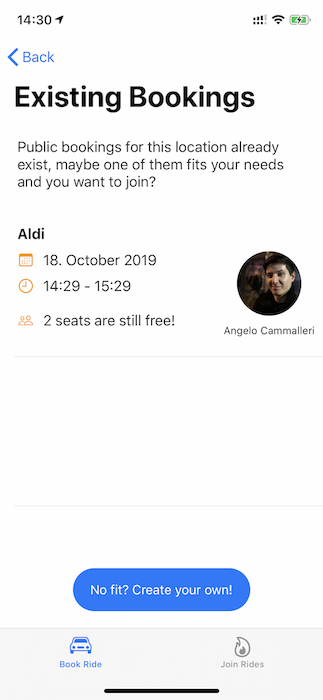 14:30
Back
Existing Bookings
Public bookings for this location already
exist, maybe one of them fits your needs
and you want to join?
Aldi
18. October 2019
14:29 - 15:29
2 seats are still free!
Angelo Cammalleri
No fit? Create your own!
Book Ride
Join Rides